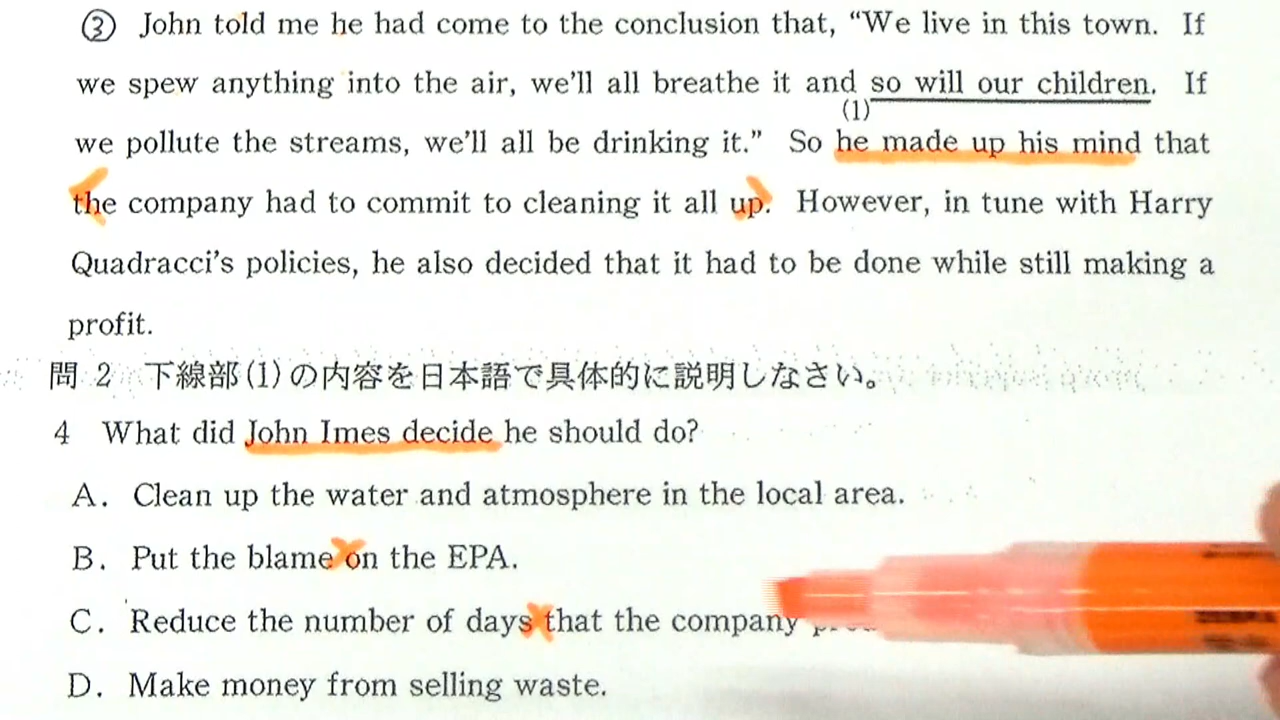 ③ John told me he had come to the conclusion that, “We live in this town. If
we spew anything into the air, we’ll all breathe it and so will our children. If
(1)
we pollute the streams, we’ll all be drinking it.” So he made up his mind that
the company had to commit to cleaning it all up. However, in tune with Harry
Quadracci’s policies, he also decided that it had to be done while still making a
profit.
問 2 下線部(1)の内容を日本語で具体的に説明しなさい。
4 What did John Imes decide he should do?
A. Clean up the water and atmosphere in the local area.
B. Put the blame on the EPA.
C. Reduce the number of days that the company
D. Make money from selling waste.